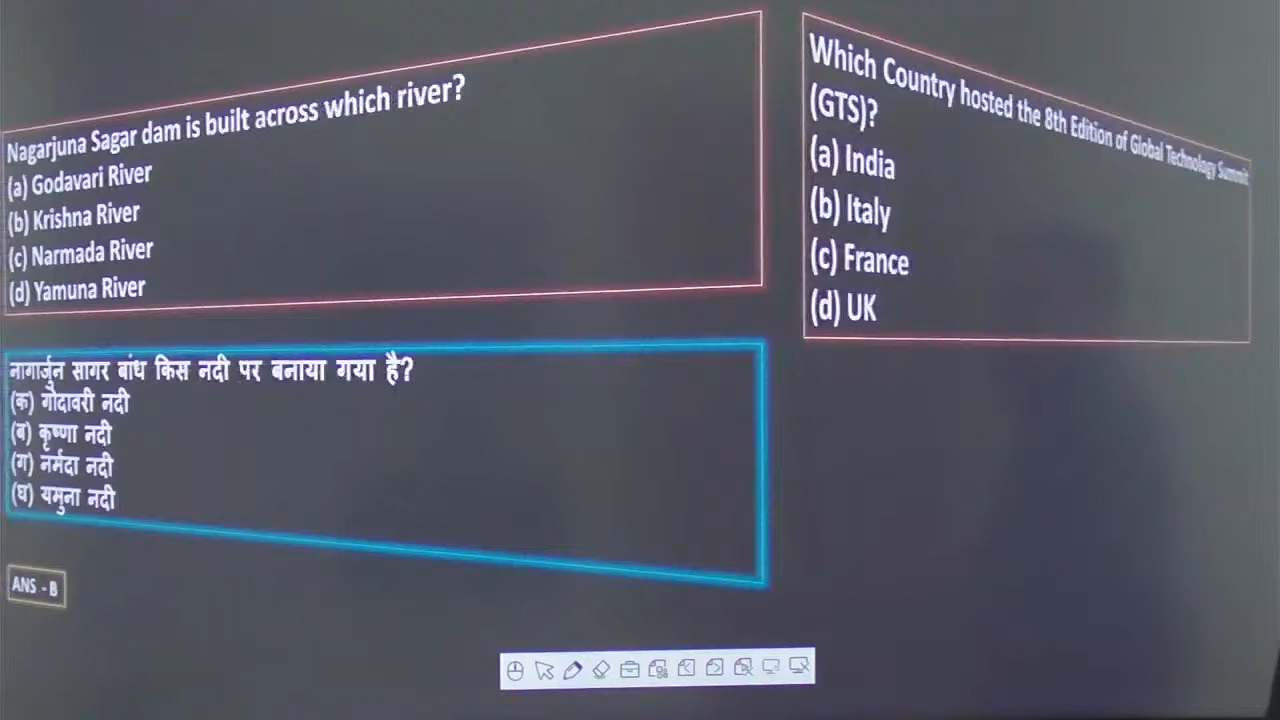 Nagarjuna Sagar dam is built across which river?
(a) Godavari River
(b) Krishna River
(c) Narmada River
(d) Yamuna River
नागार्जुन सागर बांध किस नदी पर बनाया गया है?
(क) गोदावरी नदी
(ब) कृष्णा नदी
(ग) नर्मदा नदी
(घ) यमुना नदी
ANS - B
Which Country hosted the 8th Edition of Global Technology Summit
(GTS)?
(a) India
(b) Italy
(c) France
(d) UK